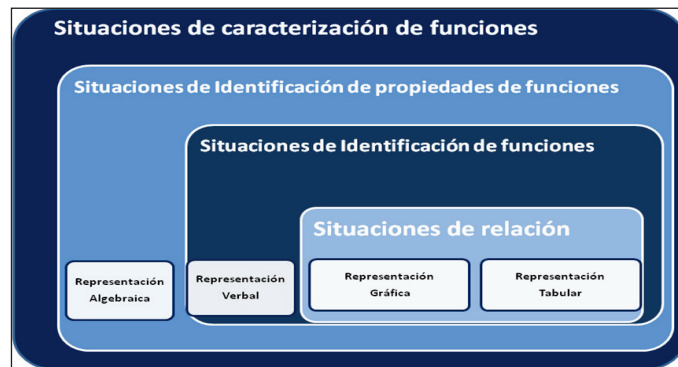 Situaciones de caracterización de funciones
Situaciones de Identificación de propiedades de funciones
Situaciones de Identificación de funciones
Situaciones de relación
Representación
Algebraica
Representación
Verbal
Representación
Gráfica
Representación
Tabular